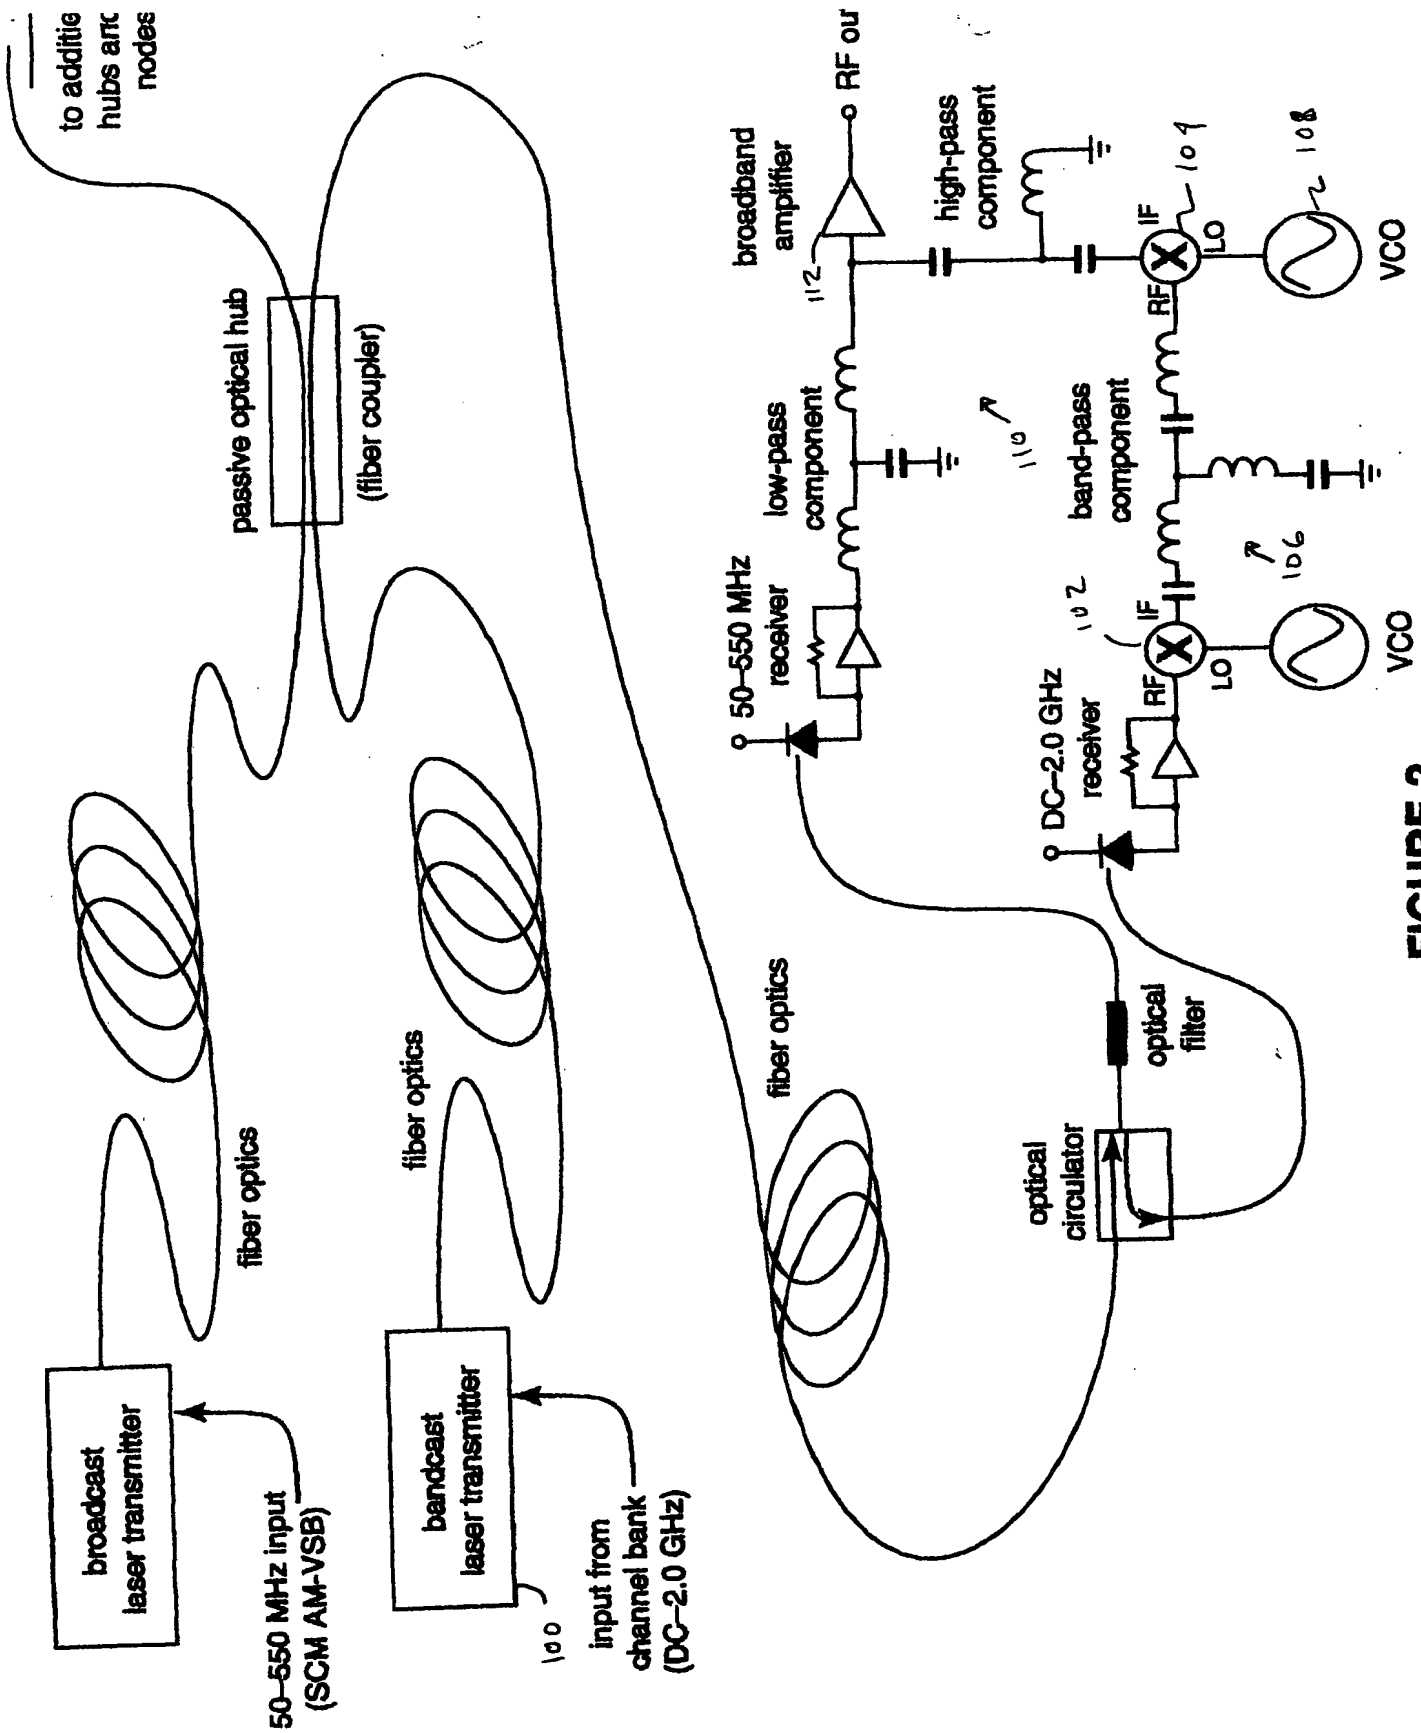 to additio
hubs and
nodes
passive optical hub
(fiber coupler)
broadcast
laser transmitter
fiber optics
50–550 MHz input
(SCM AM-VSB)
bandcast
laser transmitter
fiber optics
100
input from
channel bank
(DC–2.0 GHz)
fiber optics
optical
circulator
optical
filter
50–550 MHz
receiver
low-pass
component
broadband
amplifier
112
RF ou
high-pass
component
110
DC–2.0 GHz
receiver
RF
102
IF
LO
VCO
106
band-pass
component
RF
IF
104
LO
108
VCO